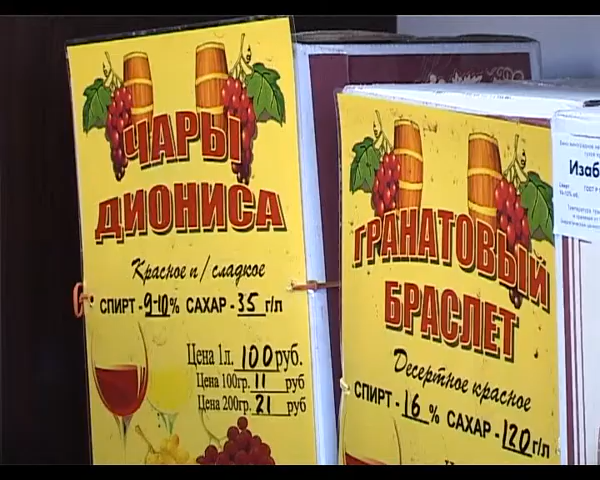 ЧАРЫ
ДИОНИСА
Красное п/сладкое
СПИРТ - 9-10% САХАР - 35 г/л
Цена 1 л. 100 руб.
Цена 100гр. 11 руб
Цена 200гр. 21 руб
ГРАНАТОВЫЙ
БРАСЛЕТ
Десертное красное
СПИРТ - 16 % САХАР - 120 г/л
Изаб